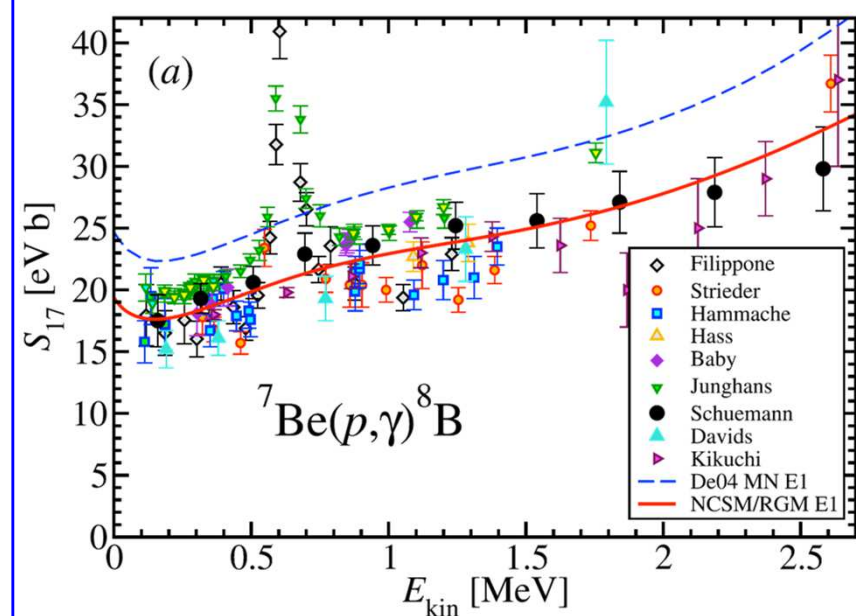 (a)
40
35
30
25
20
15
10
5
0
S17 [eV b]
⁷Be(p,γ)⁸B
Filippone
Strieder
Hammache
Hass
Baby
Junghans
Schuemann
Davids
Kikuchi
De04 MN E1
NCSM/RGM E1
0 0.5 1 1.5 2 2.5
Ekin [MeV]